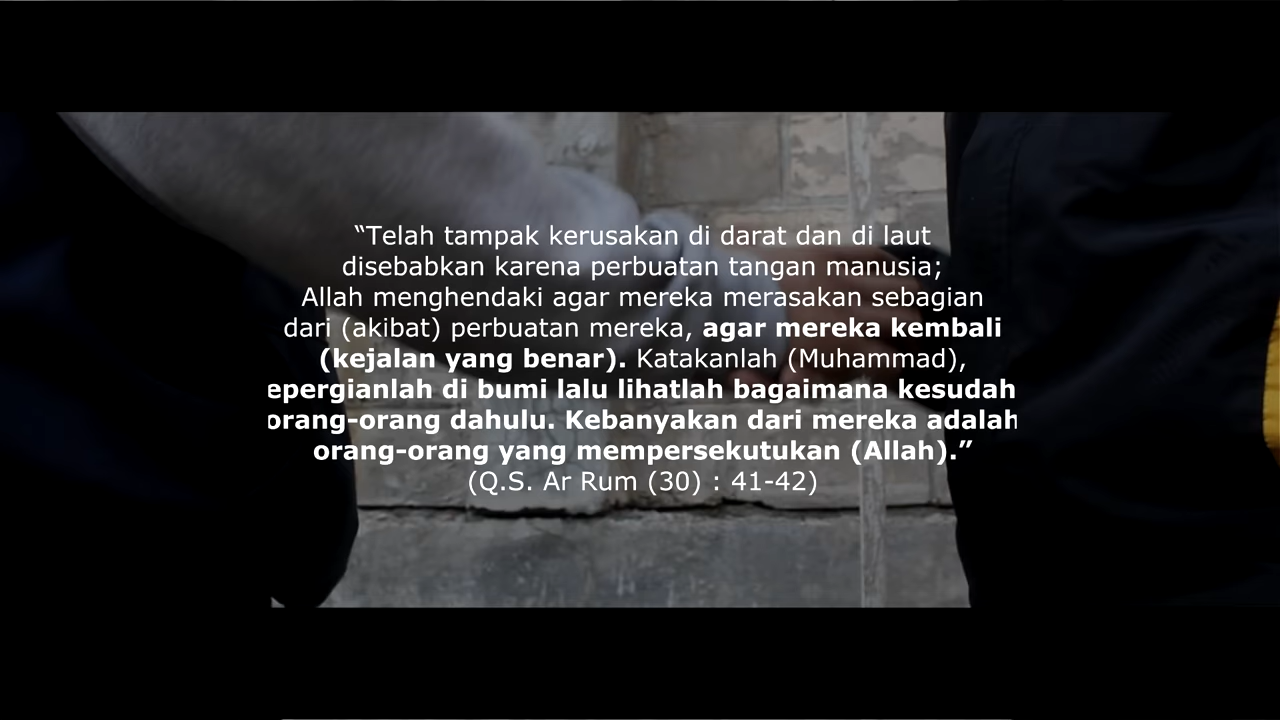 “Telah tampak kerusakan di darat dan di laut
disebabkan karena perbuatan tangan manusia;
Allah menghendaki agar mereka merasakan sebagian
dari (akibat) perbuatan mereka, agar mereka kembali
(kejalan yang benar). Katakanlah (Muhammad),
epergianlah di bumi lalu lihatlah bagaimana kesudah
orang-orang dahulu. Kebanyakan dari mereka adalah
orang-orang yang mempersekutukan (Allah).”
(Q.S. Ar Rum (30) : 41-42)